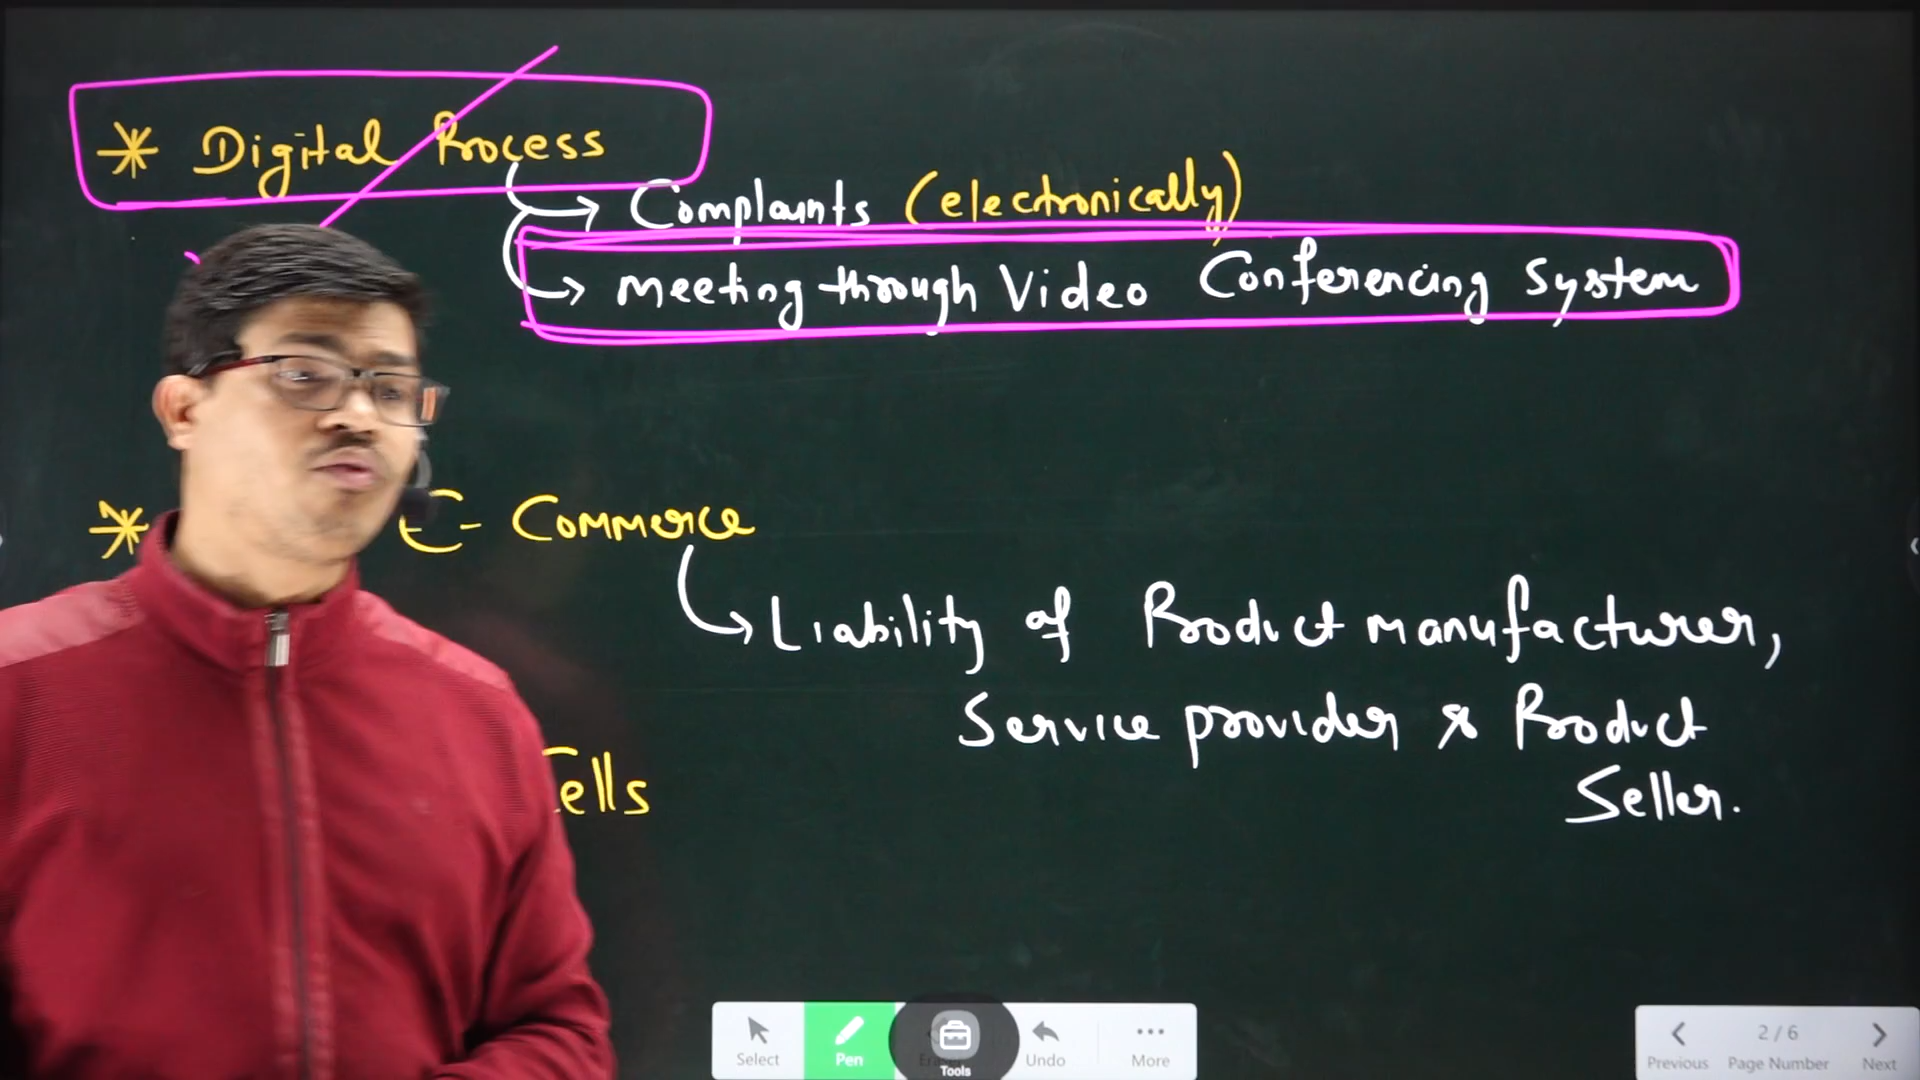 * Digital Process
→ Complaints (electronically)
→ Meeting through Video Conferencing System
* E-Commerce
→ Liability of Product manufacturer,
Service provider & Product
Seller.
Cells
Select Pen Tools Undo More
2 / 6
Previous Page Number Next